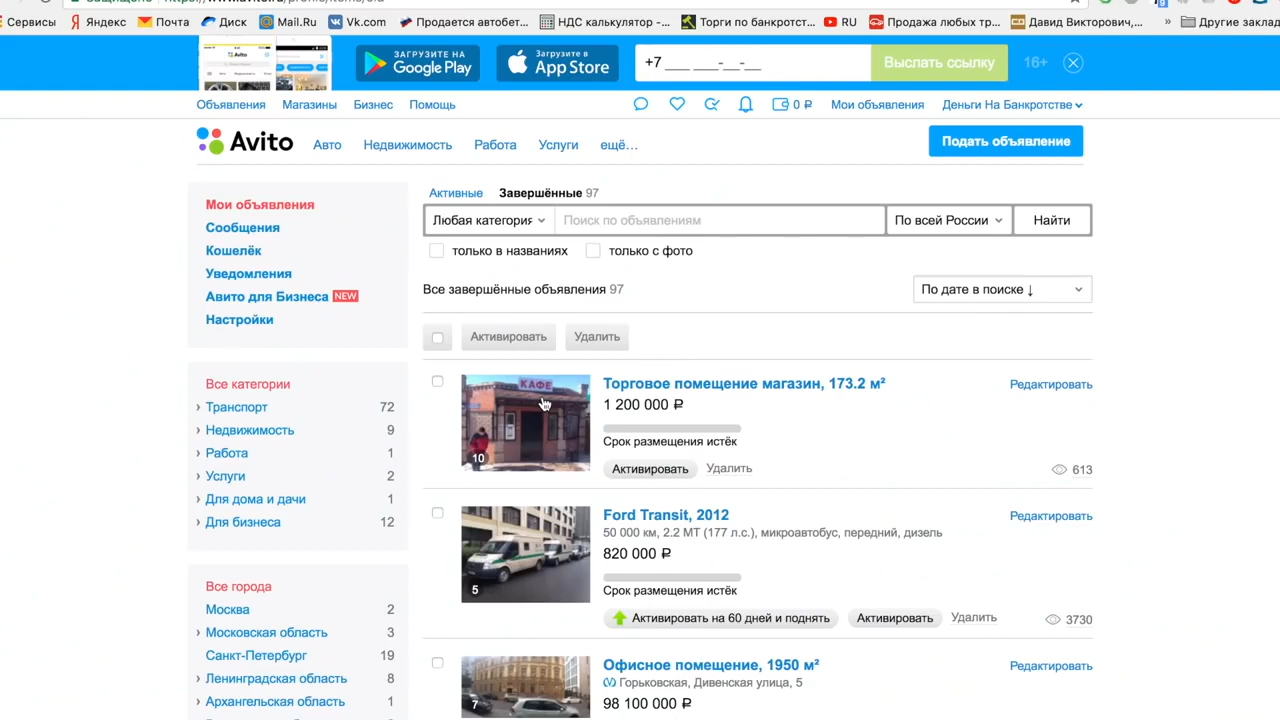 Сервисы Яндекс Почта Диск Mail.Ru Vk.com Продается автобет... НДС калькулятор -... Торги по банкротст... RU Продажа любых тр... Давид Викторович,... » Другие заклад
ЗАГРУЗИТЕ НА Google Play
Загрузите в App Store
+7 ___ ___-__-__
Выслать ссылку
16+
Объявления Магазины Бизнес Помощь
0 ₽ Мои объявления Деньги На Банкротстве
Avito Авто Недвижимость Работа Услуги ещё...
Подать объявление
Мои объявления
Сообщения
Кошелёк
Уведомления
Авито для Бизнеса NEW
Настройки
Все категории
Транспорт 72
Недвижимость 9
Работа 1
Услуги 2
Для дома и дачи 1
Для бизнеса 12
Все города
Москва 2
Московская область 3
Санкт-Петербург 19
Ленинградская область 8
Архангельская область 1
Активные Завершённые 97
Любая категория Поиск по объявлениям По всей России Найти
только в названиях только с фото
Все завершённые объявления 97
По дате в поиске ↓
Активировать Удалить
КАФЕ
10
Торговое помещение магазин, 173.2 м² Редактировать
1 200 000 ₽
Срок размещения истёк
Активировать Удалить 613
5
Ford Transit, 2012 Редактировать
50 000 км, 2.2 MT (177 л.с.), микроавтобус, передний, дизель
820 000 ₽
Срок размещения истёк
Активировать на 60 дней и поднять Активировать Удалить 3730
7
Офисное помещение, 1950 м² Редактировать
Горьковская, Дивенская улица, 5
98 100 000 ₽